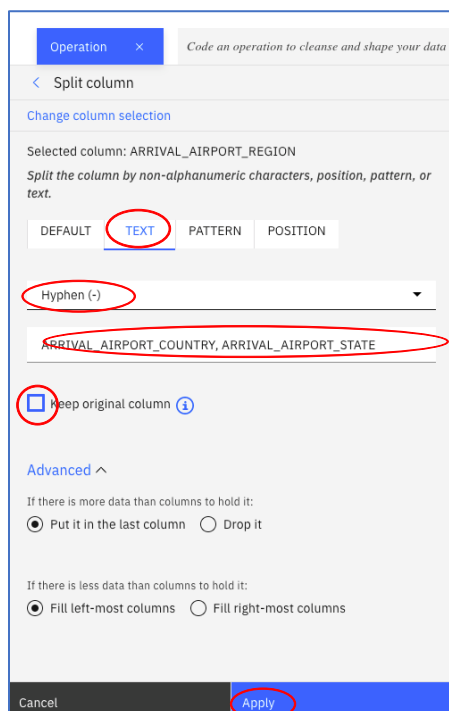 Operation × Code an operation to cleanse and shape your data
< Split column
Change column selection
Selected column: ARRIVAL_AIRPORT_REGION
Split the column by non-alphanumeric characters, position, pattern, or
text.
DEFAULT TEXT PATTERN POSITION
Hyphen (-)
ARRIVAL_AIRPORT_COUNTRY, ARRIVAL_AIRPORT_STATE
Keep original column i
Advanced
If there is more data than columns to hold it:
Put it in the last column Drop it
If there is less data than columns to hold it:
Fill left-most columns Fill right-most columns
Cancel Apply